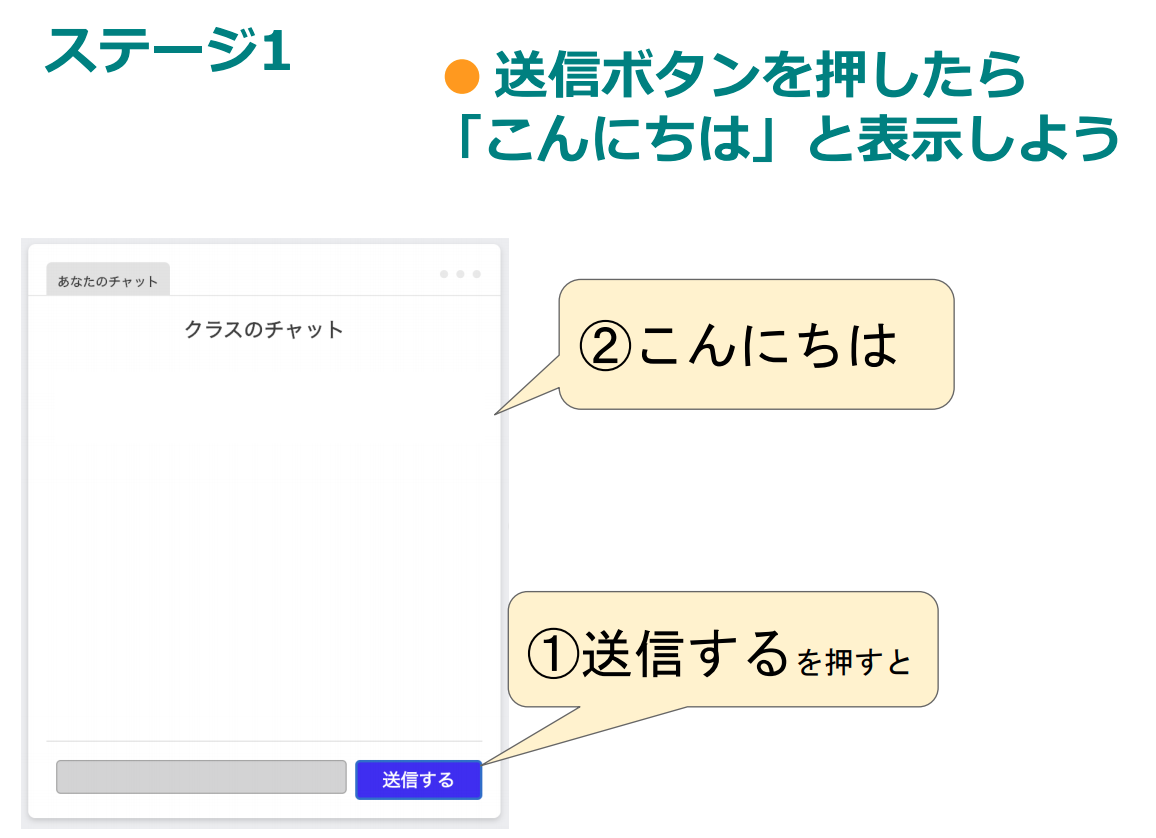 ステージ1
● 送信ボタンを押したら
「こんにちは」と表示しよう
あなたのチャット
クラスのチャット
②こんにちは
①送信するを押すと
送信する